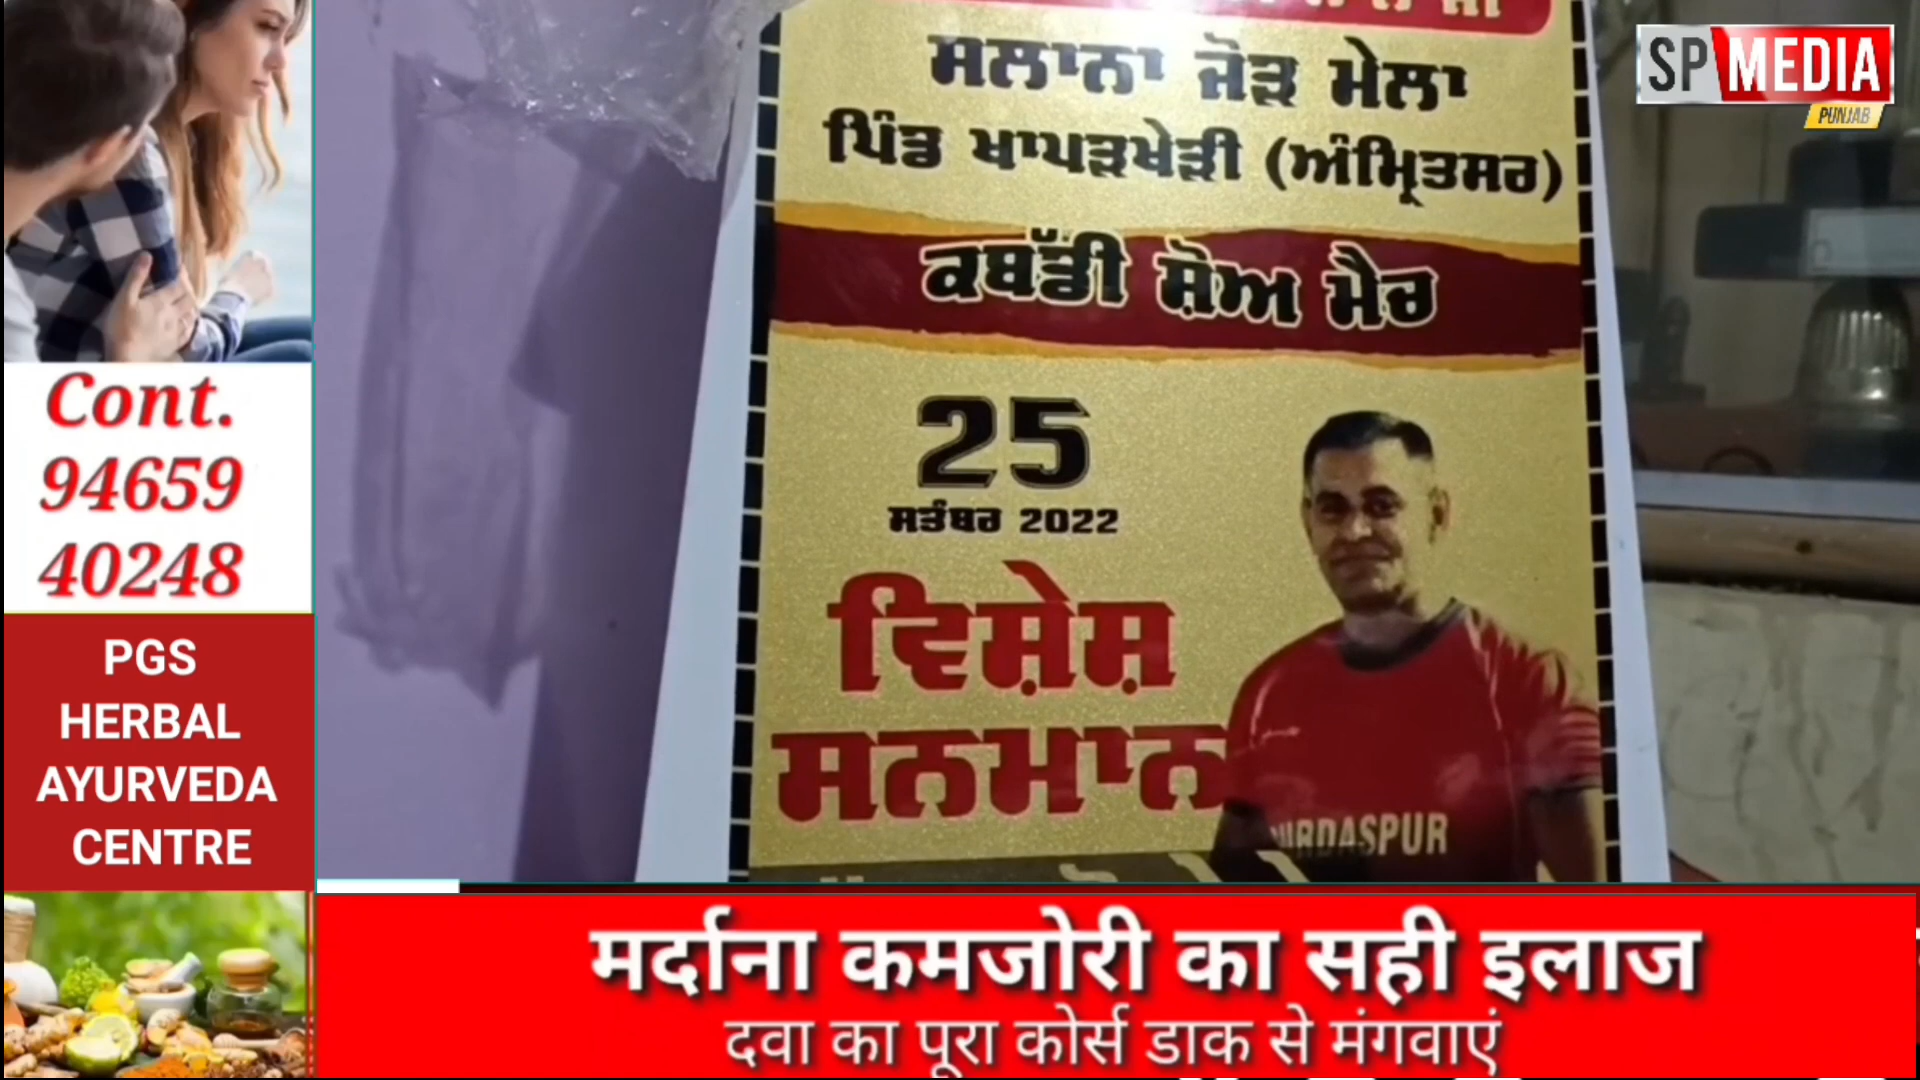 SP MEDIA
PUNJAB
ਸਲਾਨਾ ਜੋੜ ਮੇਲਾ
ਪਿੰਡ ਖਾਪੜਖੇੜੀ (ਅੰਮ੍ਰਿਤਸਰ)
ਕਬੱਡੀ ਸ਼ੋਅ ਮੈਚ
25
ਸਤੰਬਰ 2022
ਵਿਸ਼ੇਸ਼
ਸਨਮਾਨ
Cont.
94659
40248
PGS
HERBAL
AYURVEDA
CENTRE
मर्दाना कमजोरी का सही इलाज
दवा का पूरा कोर्स डाक से मंगवाएं